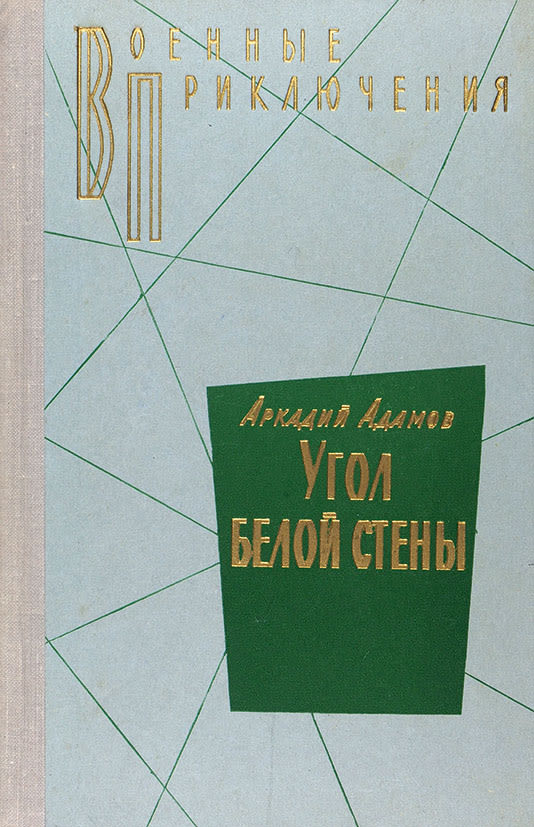 Военные
Приключения
Аркадий Адамов
Угол
белой стены